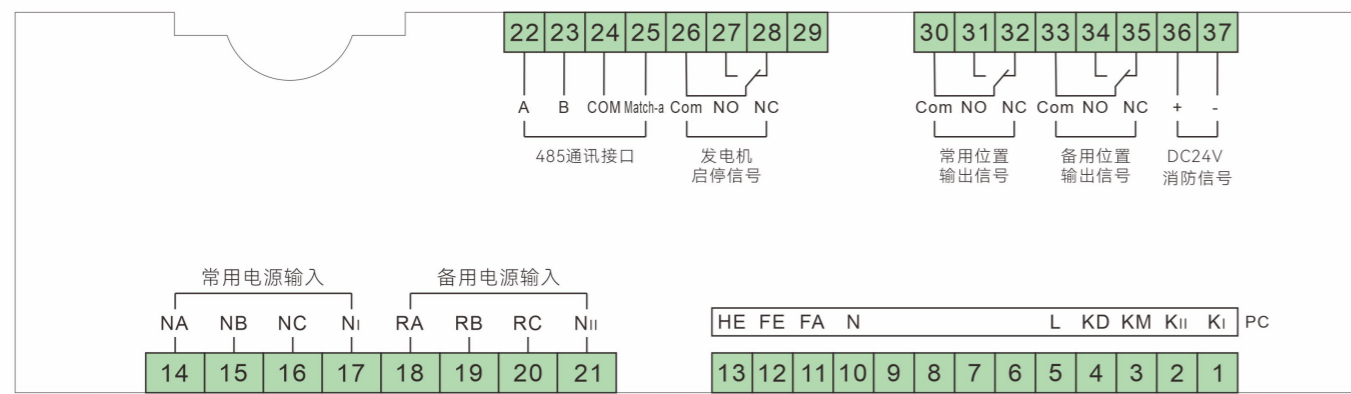 22 23 24 25 26 27 28 29 30 31 32 33 34 35 36 37
A B COM Match-a Com NO NC Com NO NC Com NO NC + -
485通讯接口 发电机 常用位置 备用位置 DC24V
启停信号 输出信号 输出信号 消防信号
常用电源输入 备用电源输入
NA NB NC NI RA RB RC NII HE FE FA N L KD KM KII KI PC
14 15 16 17 18 19 20 21 13 12 11 10 9 8 7 6 5 4 3 2 1